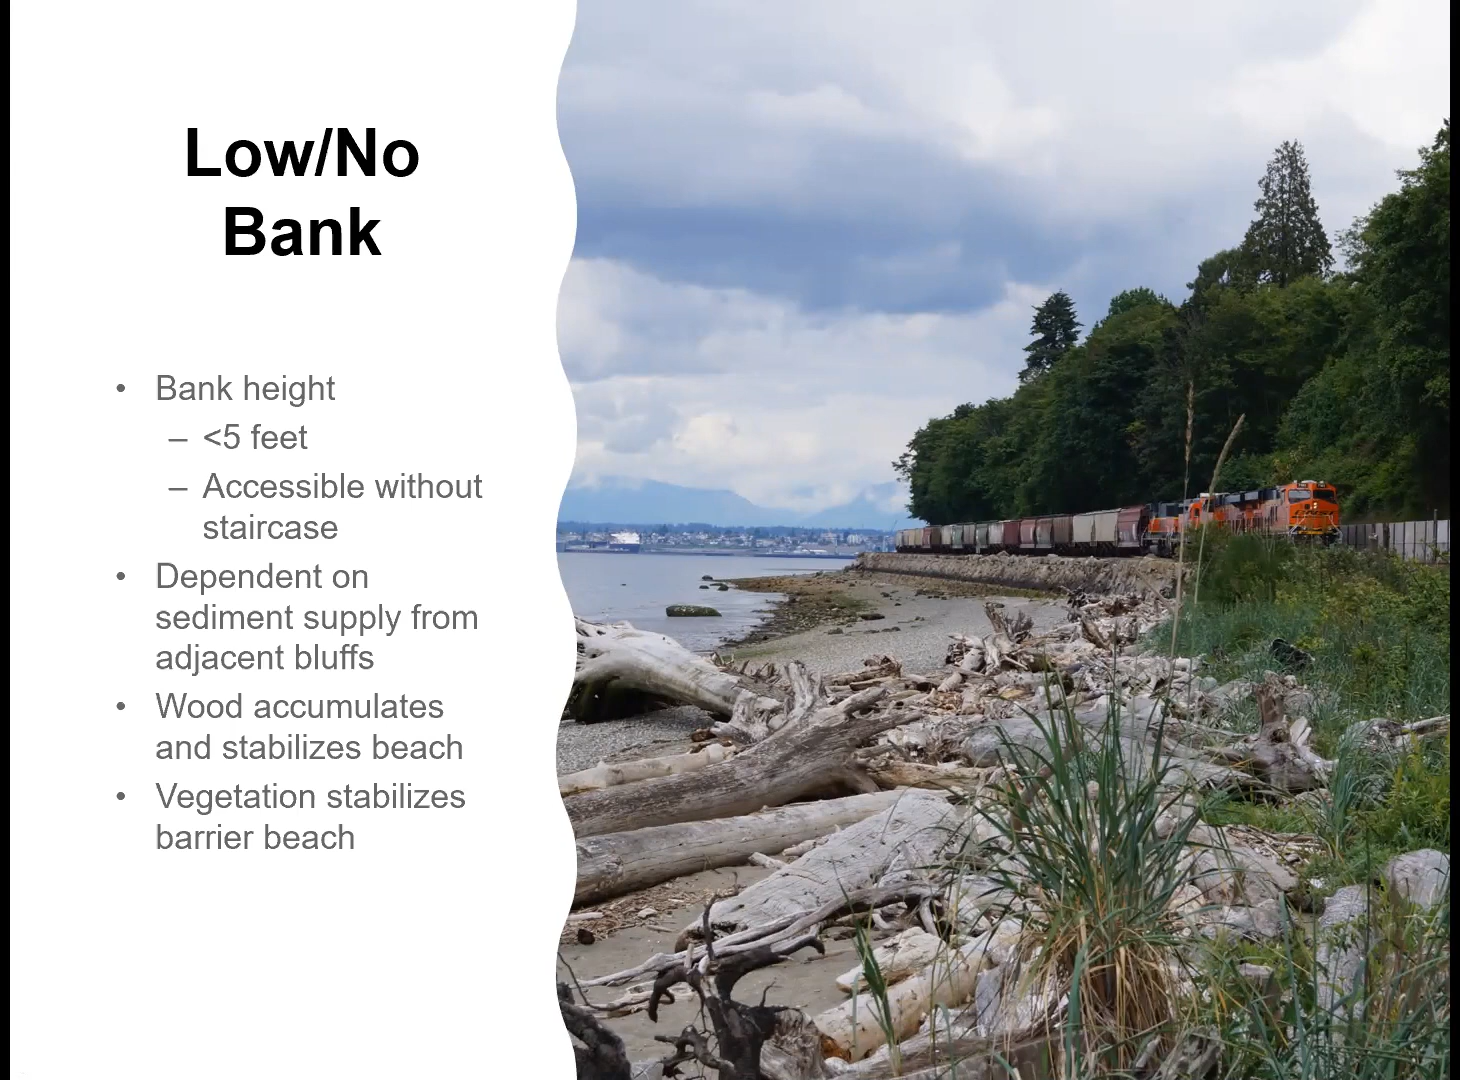 Low/No
Bank
• Bank height
– <5 feet
– Accessible without
staircase
• Dependent on
sediment supply from
adjacent bluffs
• Wood accumulates
and stabilizes beach
• Vegetation stabilizes
barrier beach